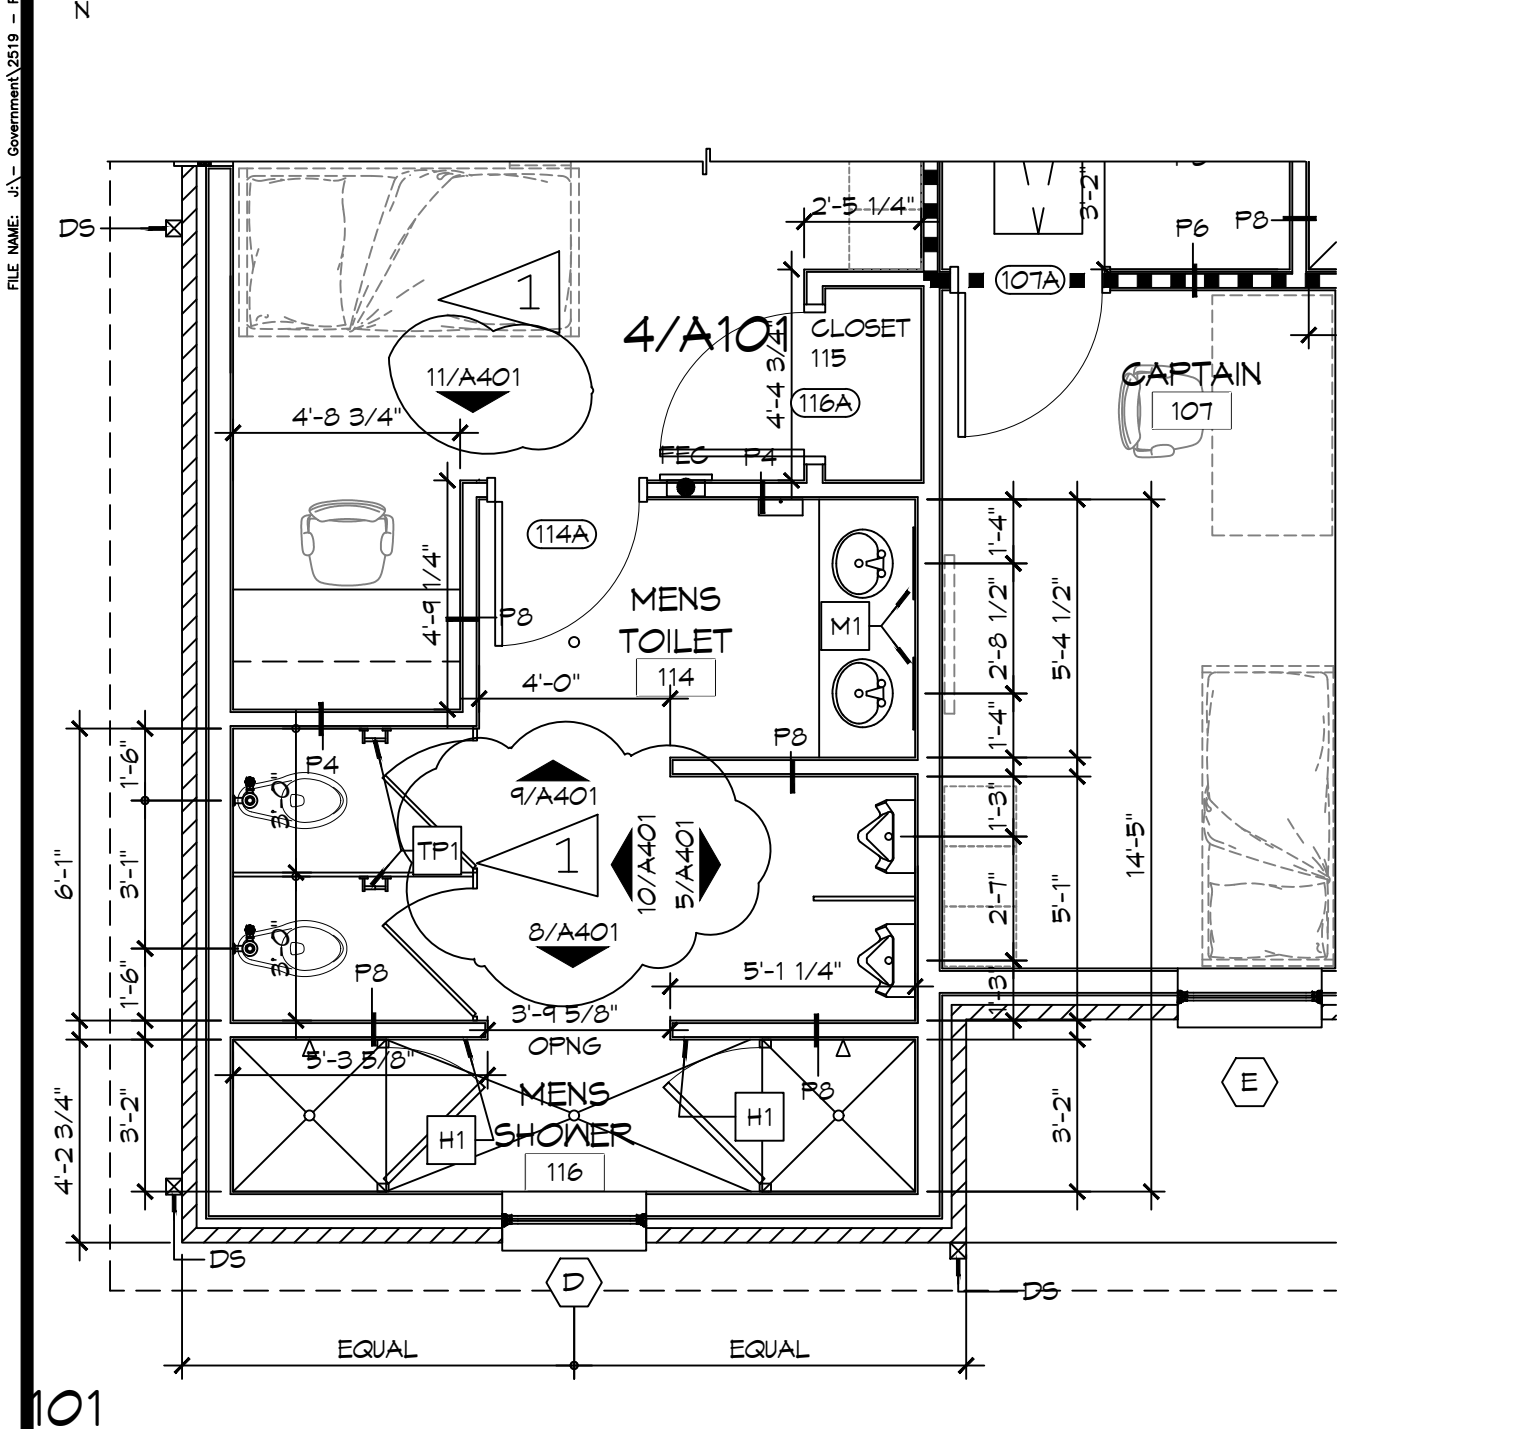 N
FILE NAME: J:\- Government\2519 -
DS
2'-5 1/4"
3'-2"
P6
P8
107A
1
4/A101
CLOSET
115
4'-4 3/4"
116A
CAPTAIN
107
11/A401
4'-8 3/4"
FEC
P4
114A
4'-9 1/4"
P8
MENS
TOILET
114
M1
4'-0"
1'-4"
2'-8 1/2"
1'-4"
5'-4 1/2"
14'-5"
P4
P8
1'-6"
3'-0"
9/A401
TP1
1
10/A401
5/A401
1'-3"
6'-1"
3'-1"
2'-7"
5'-1"
8/A401
3'-0"
P8
1'-6"
5'-1 1/4"
1'-3"
3'-9 5/8"
OPNG
5'-3 5/8"
MENS
SHOWER
116
H1
H1
P8
4'-2 3/4"
3'-2"
3'-2"
E
DS
D
DS
EQUAL
EQUAL
101